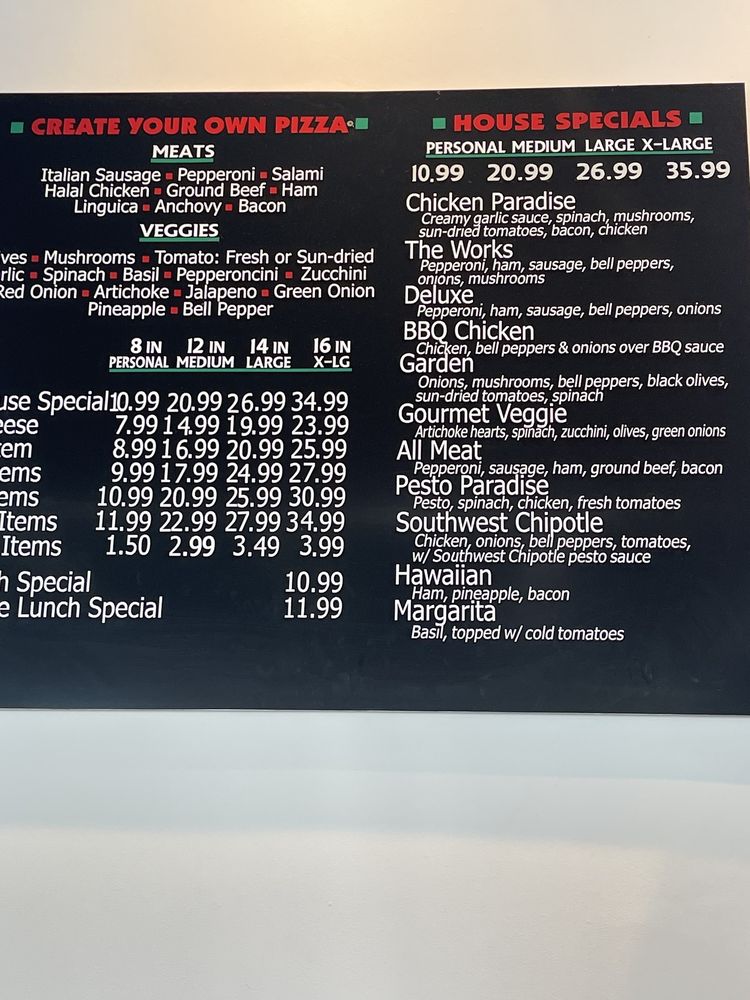 CREATE YOUR OWN PIZZA
MEATS
Italian Sausage ▪ Pepperoni ▪ Salami
Halal Chicken ▪ Ground Beef ▪ Ham
Linguica ▪ Anchovy ▪ Bacon
VEGGIES
ves ▪ Mushrooms ▪ Tomato: Fresh or Sun-dried
rlic ▪ Spinach ▪ Basil ▪ Pepperoncini ▪ Zucchini
Red Onion ▪ Artichoke ▪ Jalapeno ▪ Green Onion
Pineapple ▪ Bell Pepper
8 IN 12 IN 14 IN 16 IN
PERSONAL MEDIUM LARGE X-LG
use Special 10.99 20.99 26.99 34.99
eese 7.99 14.99 19.99 23.99
tem 8.99 16.99 20.99 25.99
ems 9.99 17.99 24.99 27.99
ems 10.99 20.99 25.99 30.99
Items 11.99 22.99 27.99 34.99
Items 1.50 2.99 3.49 3.99
h Special 10.99
e Lunch Special 11.99
HOUSE SPECIALS
PERSONAL MEDIUM LARGE X-LARGE
10.99 20.99 26.99 35.99
Chicken Paradise
Creamy garlic sauce, spinach, mushrooms,
sun-dried tomatoes, bacon, chicken
The Works
Pepperoni, ham, sausage, bell peppers,
onions, mushrooms
Deluxe
Pepperoni, ham, sausage, bell peppers, onions
BBQ Chicken
Chicken, bell peppers & onions over BBQ sauce
Garden
Onions, mushrooms, bell peppers, black olives,
sun-dried tomatoes, spinach
Gourmet Veggie
Artichoke hearts, spinach, zucchini, olives, green onions
All Meat
Pepperoni, sausage, ham, ground beef, bacon
Pesto Paradise
Pesto, spinach, chicken, fresh tomatoes
Southwest Chipotle
Chicken, onions, bell peppers, tomatoes,
w/ Southwest Chipotle pesto sauce
Hawaiian
Ham, pineapple, bacon
Margarita
Basil, topped w/ cold tomatoes